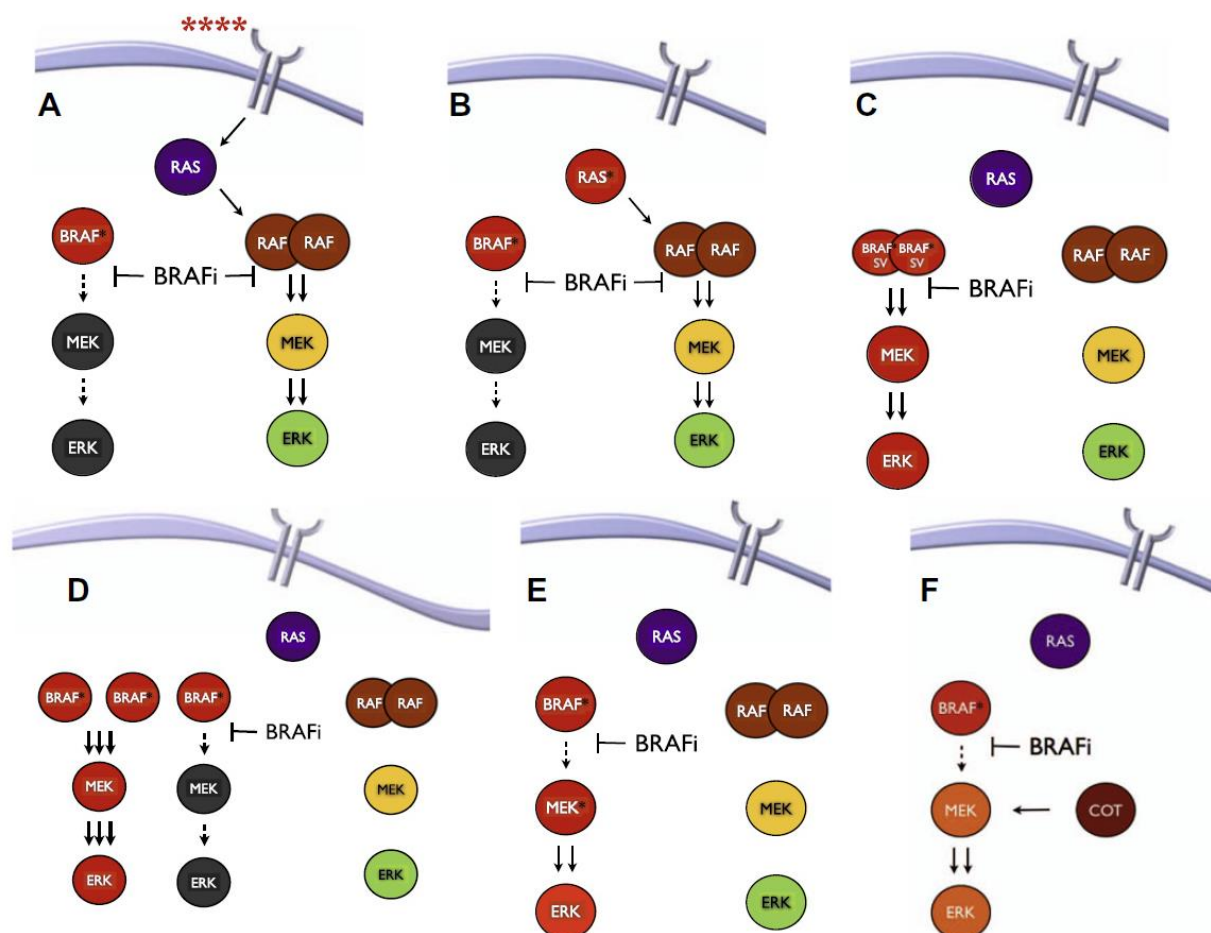 ****
A
RAS
BRAF*
RAF RAF
BRAFi
MEK
MEK
ERK
ERK
B
RAS*
BRAF*
RAF RAF
BRAFi
MEK
MEK
ERK
ERK
C
RAS
BRAF* BRAF*
SV SV
RAF RAF
BRAFi
MEK
MEK
ERK
ERK
D
RAS
BRAF* BRAF* BRAF*
RAF RAF
BRAFi
MEK
MEK
MEK
ERK
ERK
ERK
E
RAS
BRAF*
RAF RAF
BRAFi
MEK*
MEK
ERK
ERK
F
RAS
BRAF*
BRAFi
MEK
COT
ERK